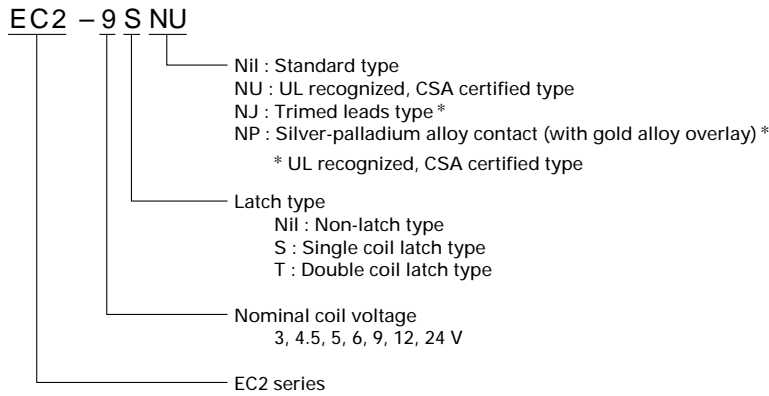 EC2 – 9 S NU
Nil : Standard type
NU : UL recognized, CSA certified type
NJ : Trimed leads type *
NP : Silver-palladium alloy contact (with gold alloy overlay) *
* UL recognized, CSA certified type
Latch type
Nil : Non-latch type
S : Single coil latch type
T : Double coil latch type
Nominal coil voltage
3, 4.5, 5, 6, 9, 12, 24 V
EC2 series